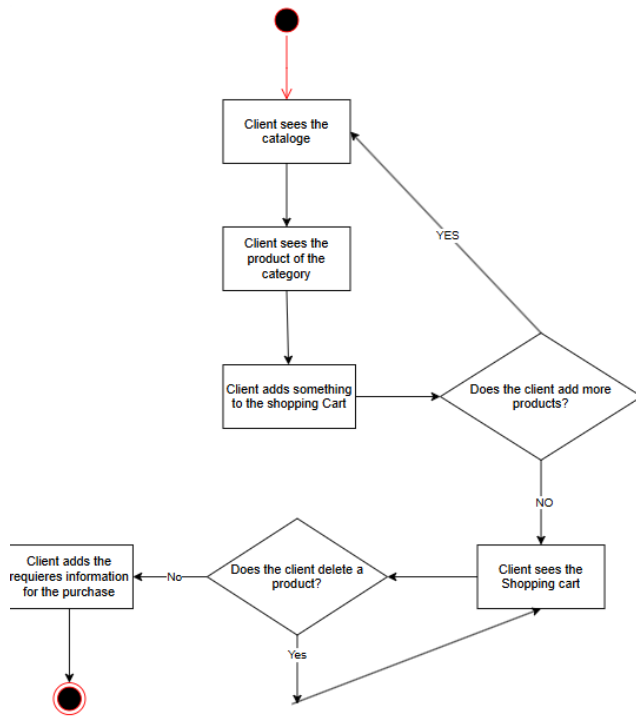 Client sees the
cataloge
YES
Client sees the
product of the
category
Client adds something
to the shopping Cart
Does the client add more
products?
NO
Client adds the
requieres information
for the purchase
No
Does the client delete a
product?
Client sees the
Shopping cart
Yes